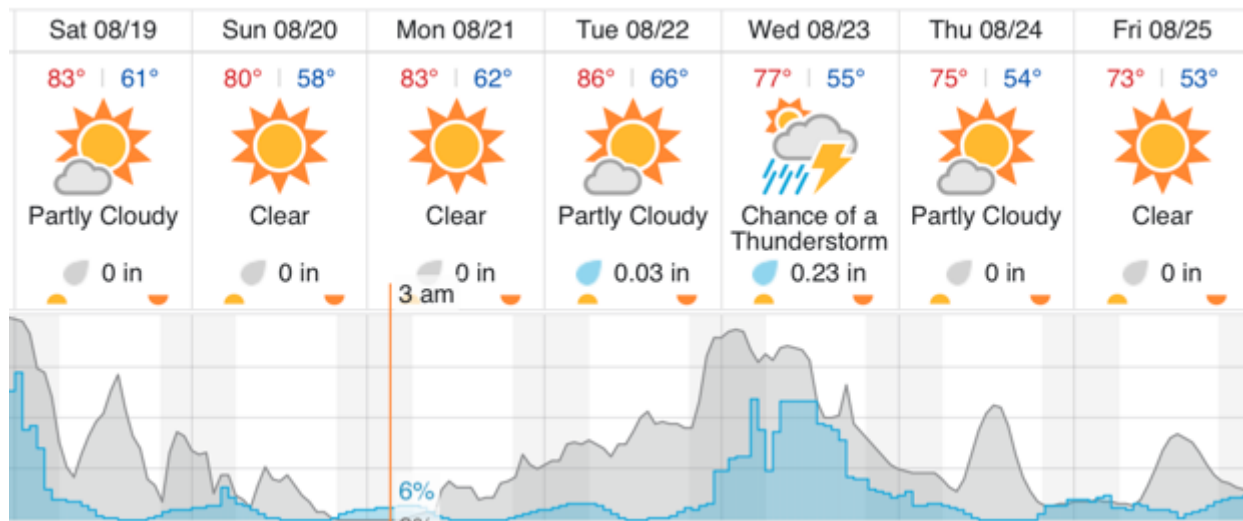 Sat 08/19 Sun 08/20 Mon 08/21 Tue 08/22 Wed 08/23 Thu 08/24 Fri 08/25
83° | 61° 80° | 58° 83° | 62° 86° | 66° 77° | 55° 75° | 54° 73° | 53°
Partly Cloudy Clear Clear Partly Cloudy Chance of a Partly Cloudy Clear
Thunderstorm
0 in 0 in 0 in 0.03 in 0.23 in 0 in 0 in
3 am
6%